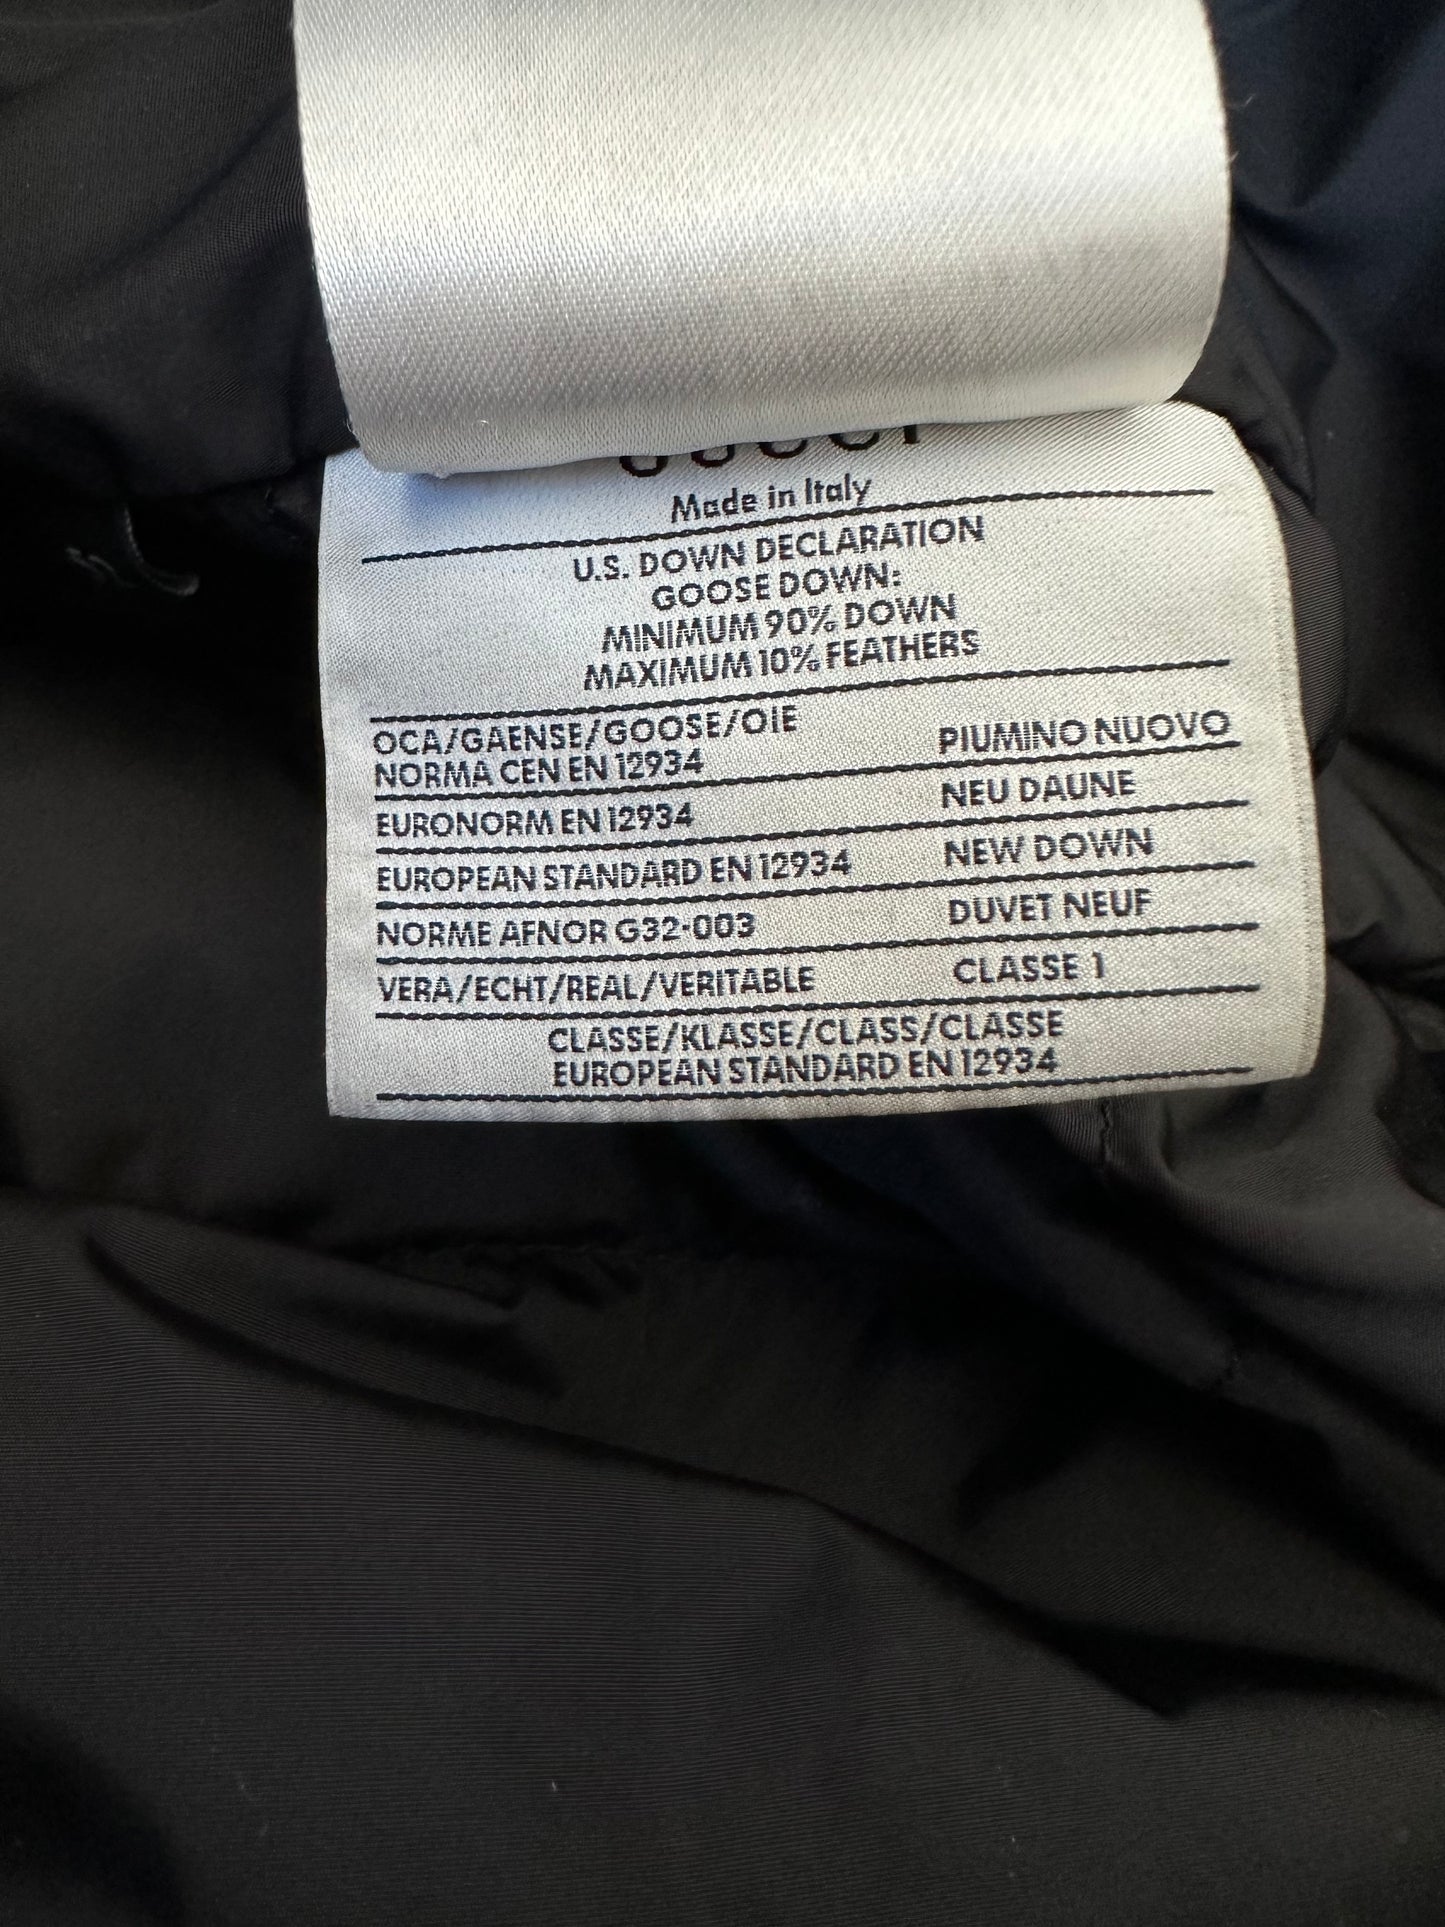 GUCCI
Made in Italy
U.S. DOWN DECLARATION
GOOSE DOWN:
MINIMUM 90% DOWN
MAXIMUM 10% FEATHERS
OCA/GAENSE/GOOSE/OIE
NORMA CEN EN 12934 PIUMINO NUOVO
EURONORM EN 12934 NEU DAUNE
EUROPEAN STANDARD EN 12934 NEW DOWN
NORME AFNOR G32-003 DUVET NEUF
VERA/ECHT/REAL/VERITABLE CLASSE 1
CLASSE/KLASSE/CLASS/CLASSE
EUROPEAN STANDARD EN 12934